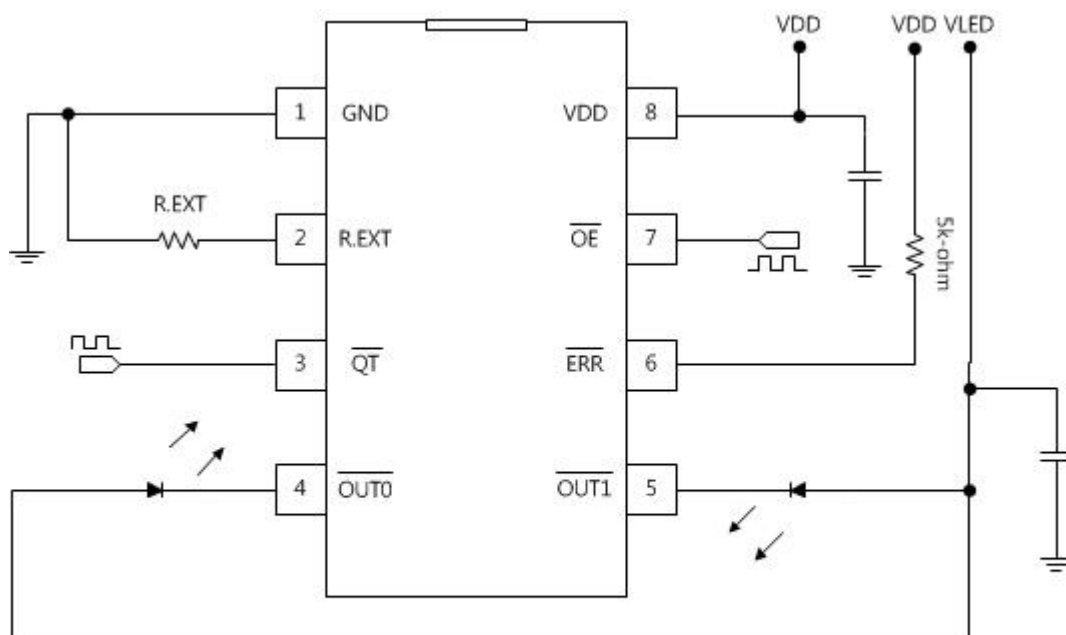 VDD
VDD VLED
1 GND
VDD 8
R.EXT
2 R.EXT
OE 7
5k-ohm
3 QT
ERR 6
4 OUT0
OUT1 5